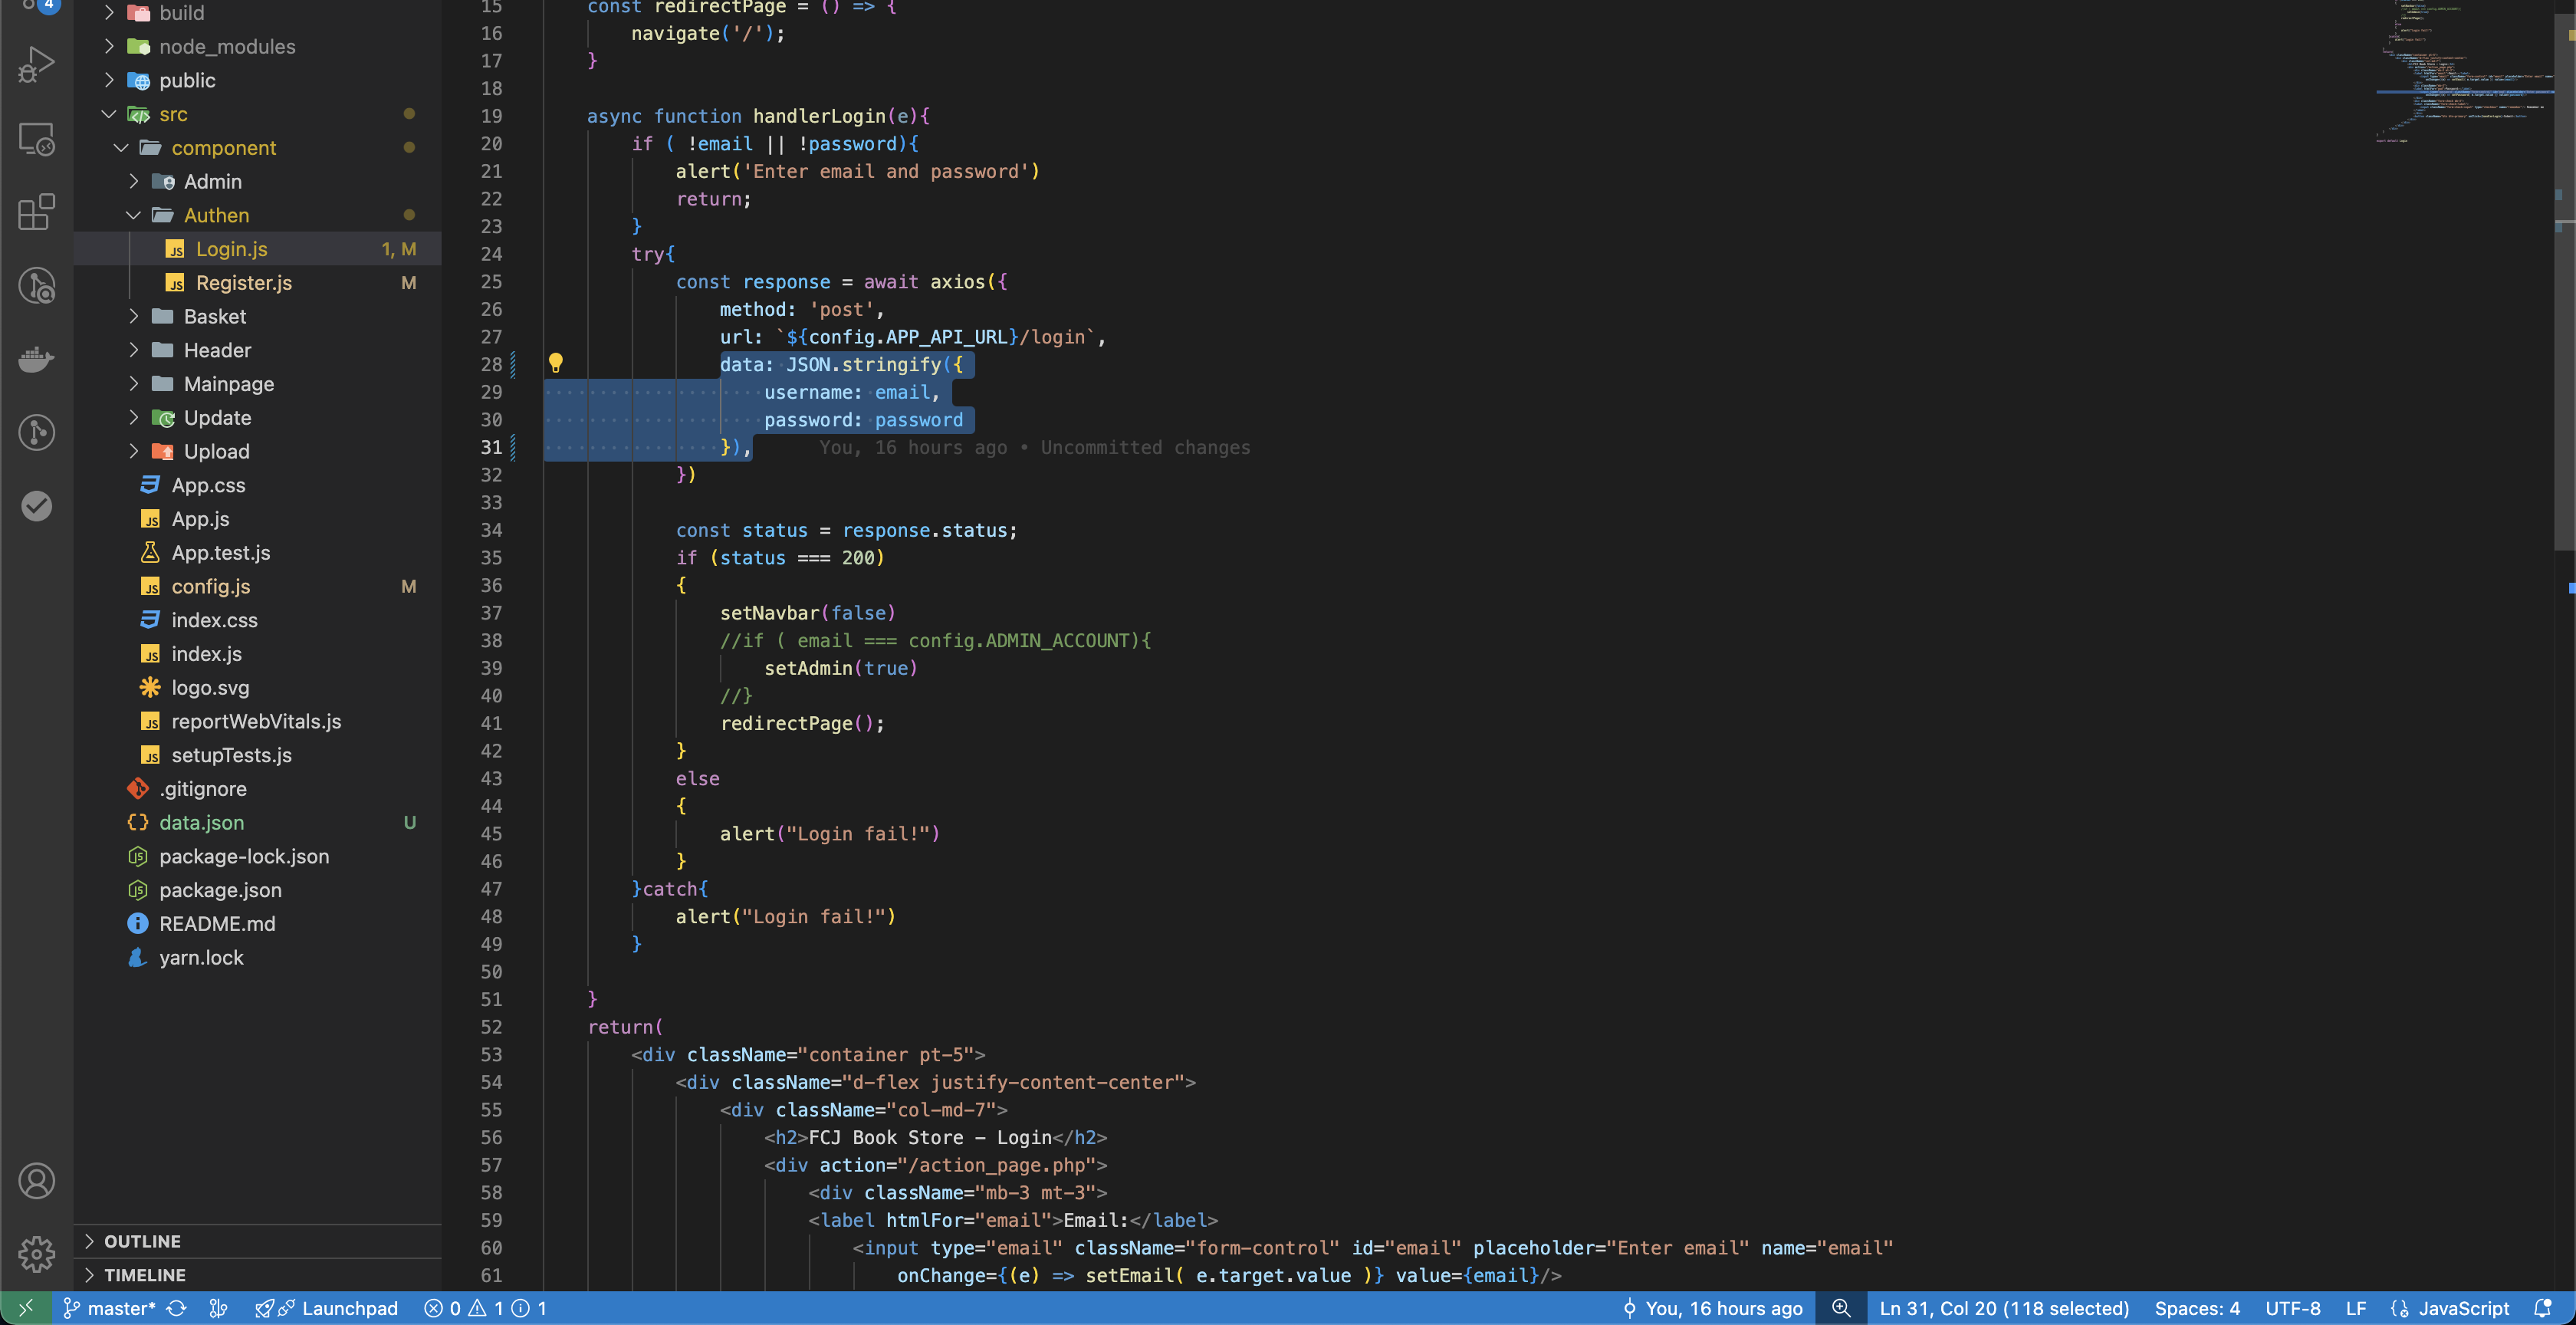 4
build
node_modules
public
src
component
Admin
Authen
Login.js 1, M
Register.js M
Basket
Header
Mainpage
Update
Upload
App.css
App.js
App.test.js
config.js M
index.css
index.js
logo.svg
reportWebVitals.js
setupTests.js
.gitignore
data.json U
package-lock.json
package.json
README.md
yarn.lock
OUTLINE
TIMELINE
15 const redirectPage = () => {
16 navigate('/');
17 }
18
19 async function handlerLogin(e){
20 if ( !email || !password){
21 alert('Enter email and password')
22 return;
23 }
24 try{
25 const response = await axios({
26 method: 'post',
27 url: `${config.APP_API_URL}/login`,
28 data: JSON.stringify({
29 username: email,
30 password: password
31 }), You, 16 hours ago • Uncommitted changes
32 })
33
34 const status = response.status;
35 if (status === 200)
36 {
37 setNavbar(false)
38 //if ( email === config.ADMIN_ACCOUNT){
39 setAdmin(true)
40 //}
41 redirectPage();
42 }
43 else
44 {
45 alert("Login fail!")
46 }
47 }catch{
48 alert("Login fail!")
49 }
50
51 }
52 return(
53 <div className="container pt-5">
54 <div className="d-flex justify-content-center">
55 <div className="col-md-7">
56 <h2>FCJ Book Store - Login</h2>
57 <div action="/action_page.php">
58 <div className="mb-3 mt-3">
59 <label htmlFor="email">Email:</label>
60 <input type="email" className="form-control" id="email" placeholder="Enter email" name="email"
61 onChange={(e) => setEmail( e.target.value )} value={email}/>
master* Launchpad 0 1 1 You, 16 hours ago Ln 31, Col 20 (118 selected) Spaces: 4 UTF-8 LF JavaScript